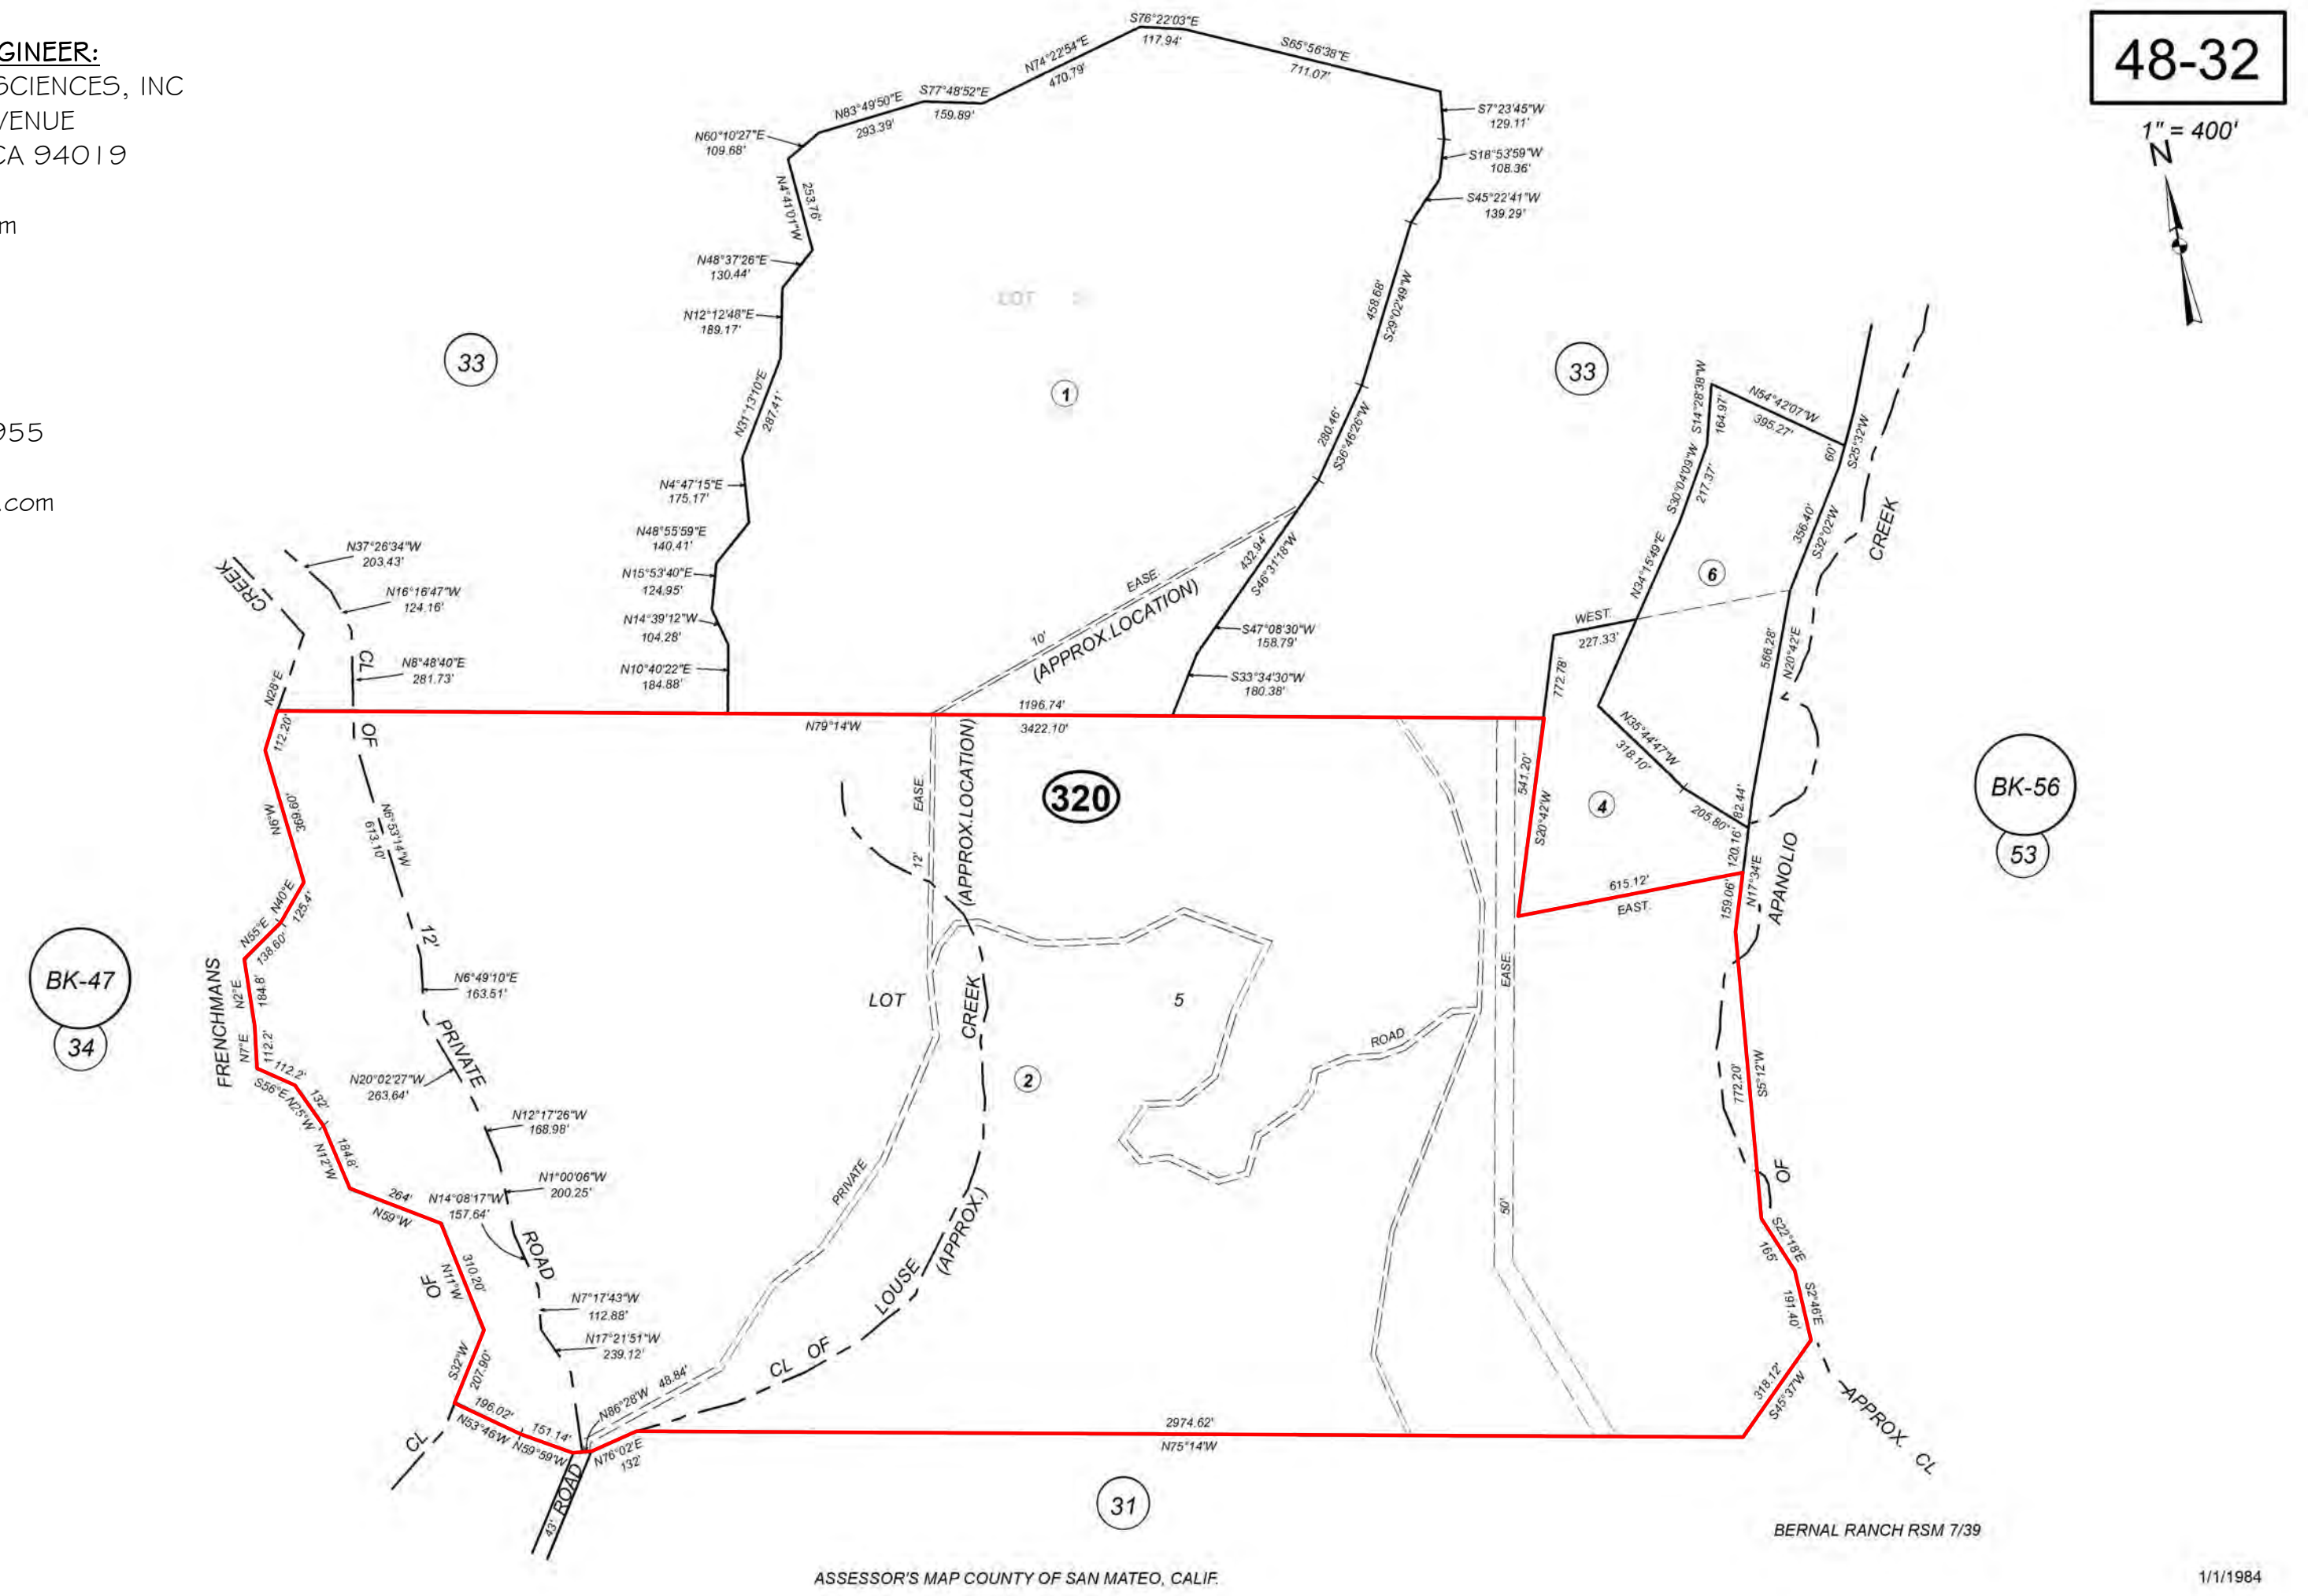 GINEER:
SCIENCES, INC
VENUE
CA 94019
m
955
.com
48-32
1" = 400'
N
S76°22'03"E
117.94'
N74°22'54"E
470.79'
S65°56'38"E
711.07'
S77°48'52"E
159.89'
N83°49'50"E
293.39'
N60°10'27"E
109.68'
S7°23'45"W
129.11'
S18°53'59"W
108.36'
S45°22'41"W
139.29'
N4°41'01"W
253.76'
N48°37'26"E
130.44'
N12°12'48"E
189.17'
LOT
458.68'
S29°02'49"W
33
1
33
N31°13'10"E
287.41'
280.46'
S36°46'26"W
S14°28'38"W
164.97'
N54°42'07"W
395.27'
60'
S25°32'W
S30°04'09"W
217.37'
N4°47'15"E
175.17'
N48°55'59"E
140.41'
N15°53'40"E
124.95'
N14°39'12"W
104.28'
N10°40'22"E
184.88'
432.94'
S46°31'18"W
10'
EASE.
(APPROX.LOCATION)
S47°08'30"W
158.79'
S33°34'30"W
180.38'
356.40'
S32°02'W
CREEK
N34°15'49"E
6
WEST.
227.33'
772.78'
566.28'
N20°42'E
N37°26'34"W
203.43'
CREEK
N16°16'47"W
124.16'
CL
N8°48'40"E
281.73'
N28°E
112.20'
OF
1196.74'
N79°14'W
3422.10'
N35°44'47"W
318.10'
EASE.
12'
(APPROX.LOCATION)
320
541.20'
S20°42'W
4
205.80'
82.44'
120.16'
BK-56
53
N6°W
369.60'
N6°53'14"W
613.10'
N40°E
125.4'
N55°E
138.60'
615.12'
EAST.
159.06'
N17°34'E
APANOLIO
12'
BK-47
34
FRENCHMANS
N2°E
184.8'
N6°49'10"E
163.51'
LOT
CREEK
5
EASE.
N7°E
112.2'
PRIVATE
ROAD
2
112.2'
S56°E
132'
N25°W
N20°02'27"W
263.64'
772.20'
S5°12'W
N12°W
184.8'
N12°17'26"W
168.98'
N1°00'06"W
200.25'
264'
N59°W
N14°08'17"W
157.64'
PRIVATE
(APPROX.)
50'
OF
S22°18'E
165'
OF
310.20'
N11°W
ROAD
N7°17'43"W
112.88'
LOUSE
S2°46'E
191.40'
N17°21'51"W
239.12'
S32°W
207.90'
CL OF
N86°28'W 48.84'
318.12'
S45°37'W
196.02'
N53°46'W
151.14'
N59°59'W
CL
N76°02'E
132'
2974.62'
N75°14'W
APPROX. CL
43' ROAD
31
BERNAL RANCH RSM 7/39
ASSESSOR'S MAP COUNTY OF SAN MATEO, CALIF.
1/1/1984